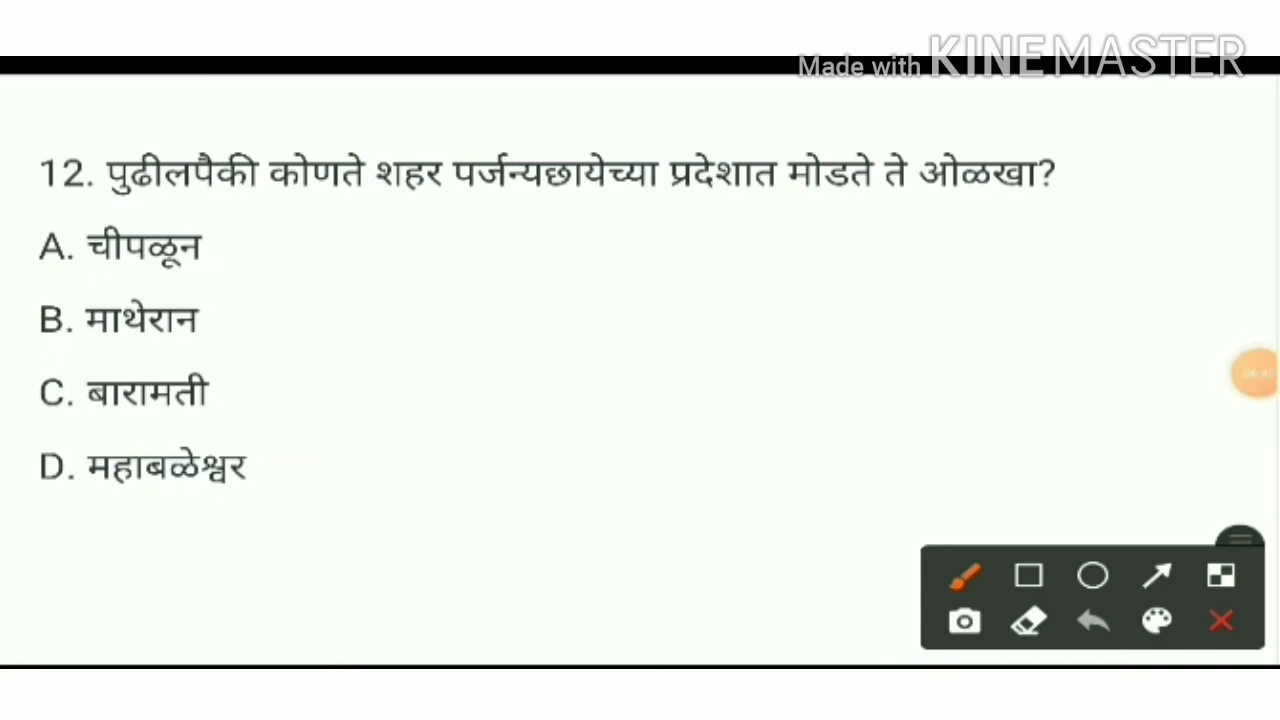 Made with KINEMASTER
12. पुढीलपैकी कोणते शहर पर्जन्यछायेच्या प्रदेशात मोडते ते ओळखा?
A. चीपळून
B. माथेरान
C. बारामती
D. महाबळेश्वर